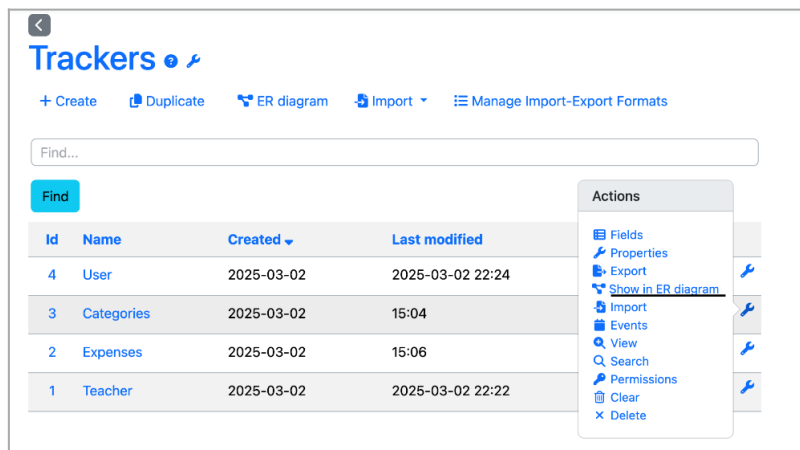 Trackers
Create Duplicate ER diagram Import Manage Import-Export Formats
Find...
Find
Id Name Created Last modified
4 User 2025-03-02 2025-03-02 22:24
3 Categories 2025-03-02 15:04
2 Expenses 2025-03-02 15:06
1 Teacher 2025-03-02 2025-03-02 22:22
Actions
Fields
Properties
Export
Show in ER diagram
Import
Events
View
Search
Permissions
Clear
Delete